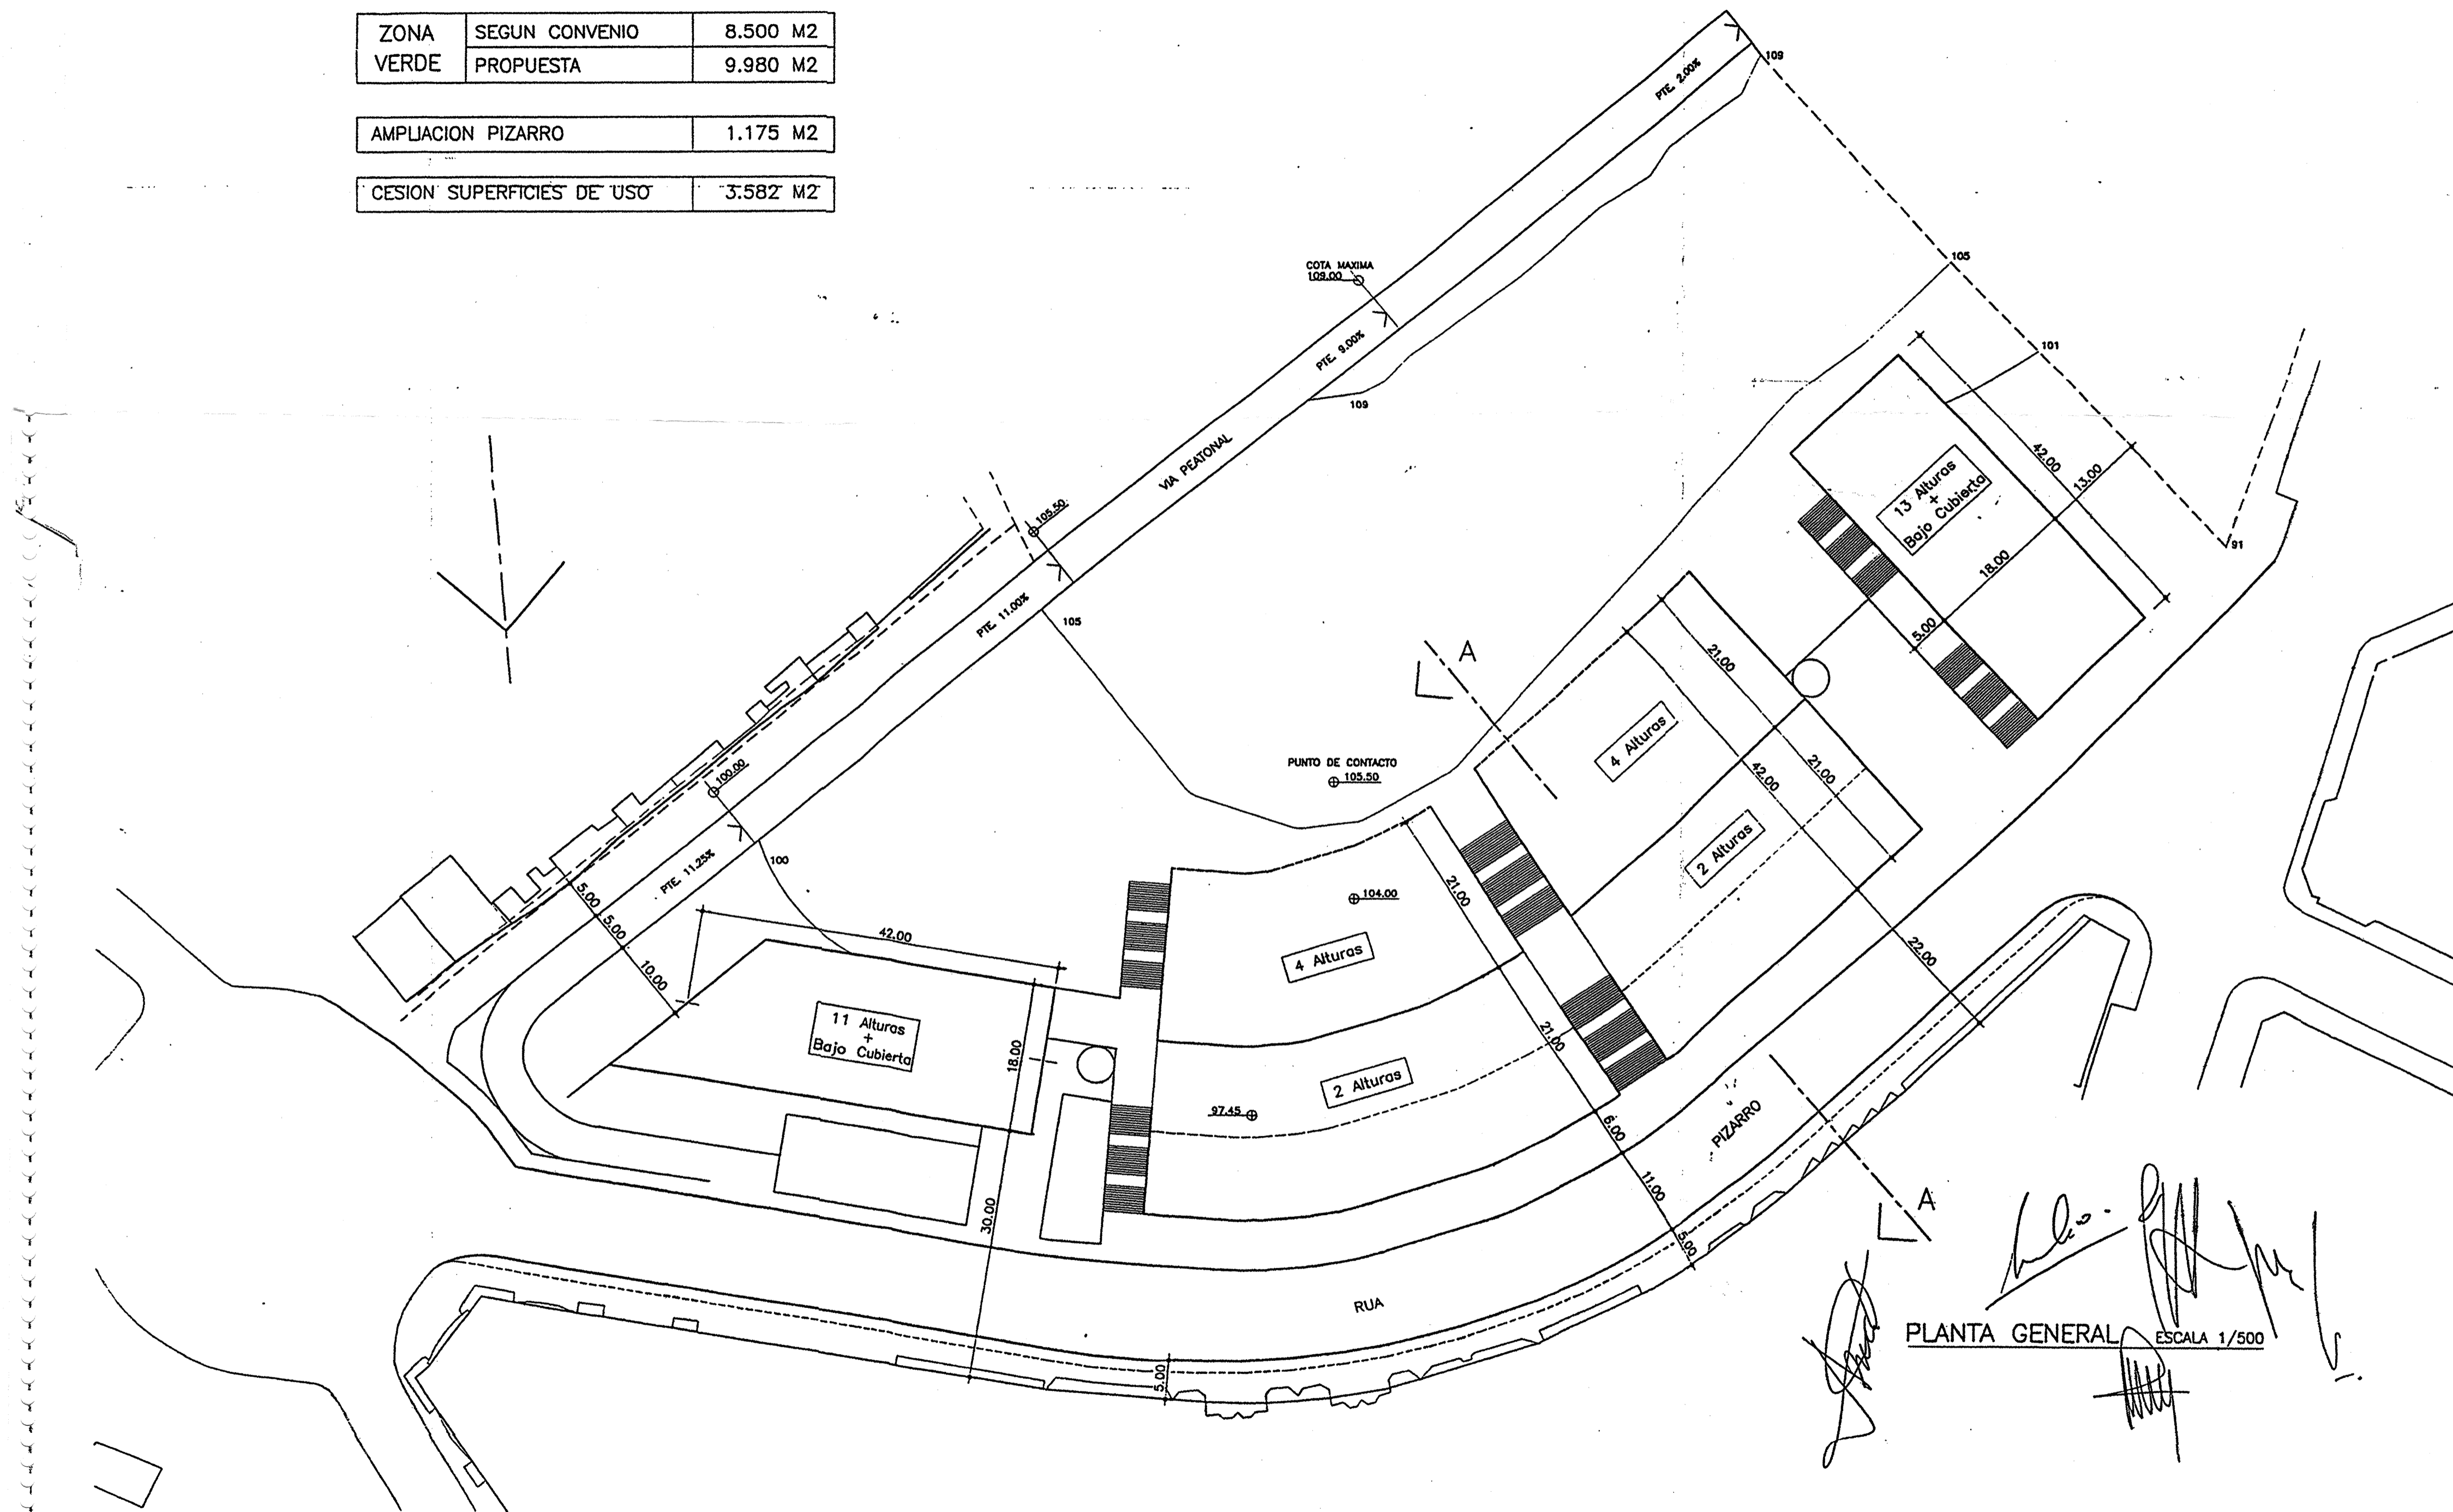 ZONA VERDE
SEGUN CONVENIO 8.500 M2
PROPUESTA 9.980 M2
AMPLIACION PIZARRO 1.175 M2
CESION SUPERFICIES DE USO 3.582 M2
109
PTE. 2.00%
105
COTA MAXIMA
109.00
101
PTE. 9.00%
109
VIA PEATONAL
42.00
13.00
13 Alturas
+
Bajo Cubierta
105.50
91
18.00
PTE. 11.00%
105
5.00
A
21.00
4 Alturas
PUNTO DE CONTACTO
105.50
100.00
42.00
21.00
2 Alturas
100
PTE. 11.25%
5.00
5.00
10.00
42.00
21.00
104.00
4 Alturas
22.00
11 Alturas
+
Bajo Cubierta
18.00
21.00
2 Alturas
97.45
6.00
PIZARRO
11.00
A
30.00
5.00
RUA
5.00
PLANTA GENERAL ESCALA 1/500